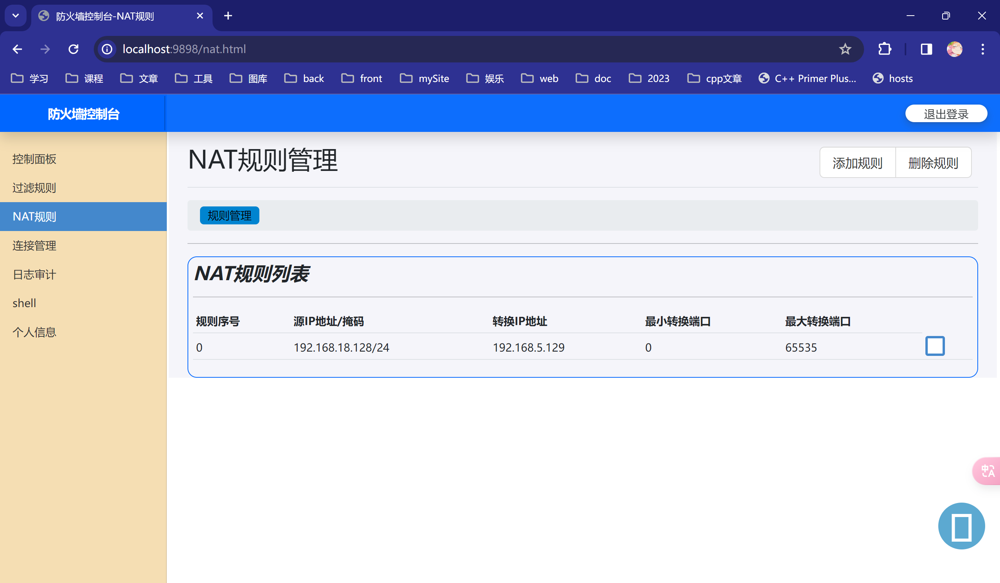 防火墙控制台-NAT规则
localhost:9898/nat.html
学习 课程 文章 工具 图库 back front mySite 娱乐 web doc 2023 cpp文章 C++ Primer Plus... hosts
防火墙控制台 退出登录
控制面板
过滤规则
NAT规则
连接管理
日志审计
shell
个人信息
NAT规则管理 添加规则 删除规则
规则管理
NAT规则列表
规则序号 源IP地址/掩码 转换IP地址 最小转换端口 最大转换端口
0 192.168.18.128/24 192.168.5.129 0 65535
中A